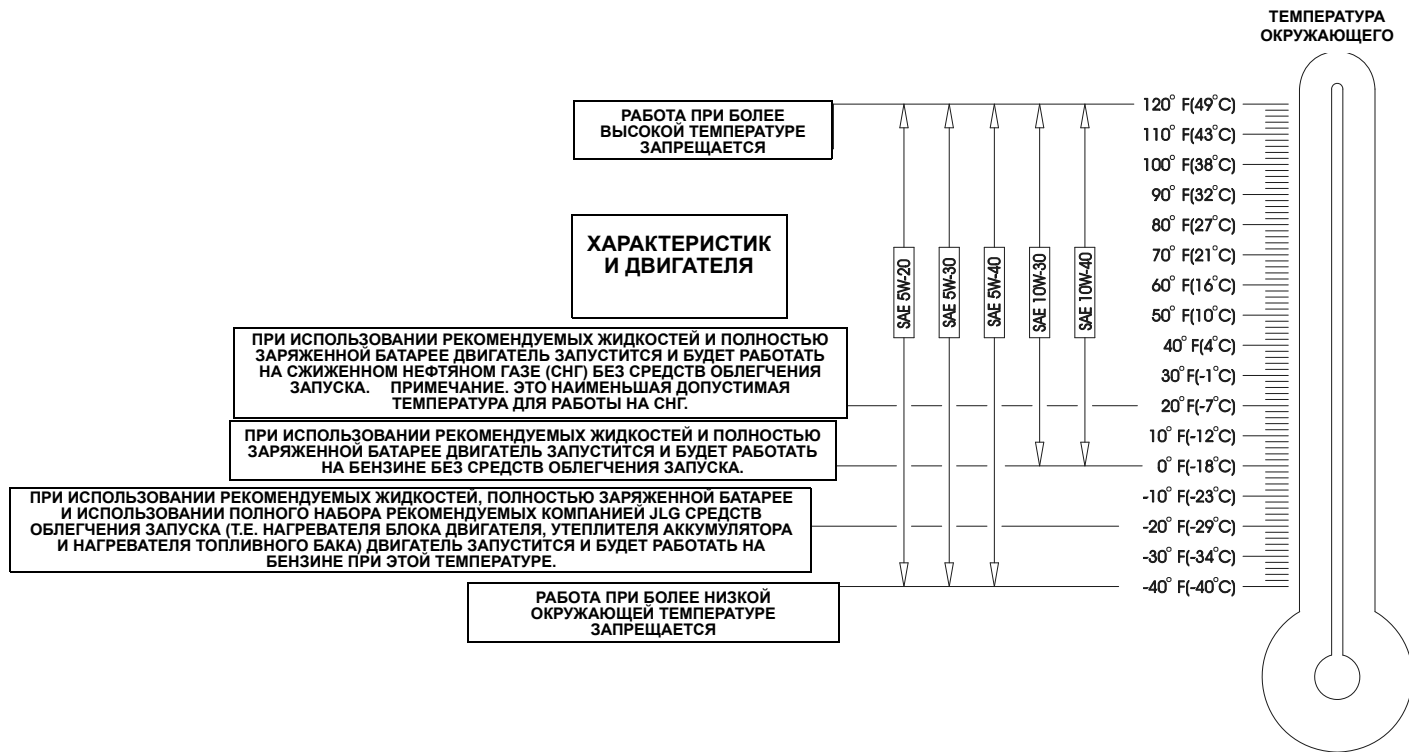 ТЕМПЕРАТУРА
ОКРУЖАЮЩЕГО
РАБОТА ПРИ БОЛЕЕ
ВЫСОКОЙ ТЕМПЕРАТУРЕ
ЗАПРЕЩАЕТСЯ
ХАРАКТЕРИСТИК
И ДВИГАТЕЛЯ
ПРИ ИСПОЛЬЗОВАНИИ РЕКОМЕНДУЕМЫХ ЖИДКОСТЕЙ И ПОЛНОСТЬЮ
ЗАРЯЖЕННОЙ БАТАРЕЕ ДВИГАТЕЛЬ ЗАПУСТИТСЯ И БУДЕТ РАБОТАТЬ
НА СЖИЖЕННОМ НЕФТЯНОМ ГАЗЕ (СНГ) БЕЗ СРЕДСТВ ОБЛЕГЧЕНИЯ
ЗАПУСКА. ПРИМЕЧАНИЕ. ЭТО НАИМЕНЬШАЯ ДОПУСТИМАЯ
ТЕМПЕРАТУРА ДЛЯ РАБОТЫ НА СНГ.
ПРИ ИСПОЛЬЗОВАНИИ РЕКОМЕНДУЕМЫХ ЖИДКОСТЕЙ И ПОЛНОСТЬЮ
ЗАРЯЖЕННОЙ БАТАРЕЕ ДВИГАТЕЛЬ ЗАПУСТИТСЯ И БУДЕТ РАБОТАТЬ
НА БЕНЗИНЕ БЕЗ СРЕДСТВ ОБЛЕГЧЕНИЯ ЗАПУСКА.
ПРИ ИСПОЛЬЗОВАНИИ РЕКОМЕНДУЕМЫХ ЖИДКОСТЕЙ, ПОЛНОСТЬЮ ЗАРЯЖЕННОЙ БАТАРЕЕ
И ИСПОЛЬЗОВАНИИ ПОЛНОГО НАБОРА РЕКОМЕНДУЕМЫХ КОМПАНИЕЙ JLG СРЕДСТВ
ОБЛЕГЧЕНИЯ ЗАПУСКА (Т.Е. НАГРЕВАТЕЛЯ БЛОКА ДВИГАТЕЛЯ, УТЕПЛИТЕЛЯ АККУМУЛЯТОРА
И НАГРЕВАТЕЛЯ ТОПЛИВНОГО БАКА) ДВИГАТЕЛЬ ЗАПУСТИТСЯ И БУДЕТ РАБОТАТЬ НА
БЕНЗИНЕ ПРИ ЭТОЙ ТЕМПЕРАТУРЕ.
РАБОТА ПРИ БОЛЕЕ НИЗКОЙ
ОКРУЖАЮЩЕЙ ТЕМПЕРАТУРЕ
ЗАПРЕЩАЕТСЯ
SAE 5W-20
SAE 5W-30
SAE 5W-40
SAE 10W-30
SAE 10W-40
120° F(49°C)
110° F(43°C)
100° F(38°C)
90° F(32°C)
80° F(27°C)
70° F(21°C)
60° F(16°C)
50° F(10°C)
40° F(4°C)
30°F(-1°C)
20°F(-7°C)
10° F(-12°C)
0° F(-18°C)
-10° F(-23°C)
-20° F(-29°C)
-30° F(-34°C)
-40° F(-40°C)